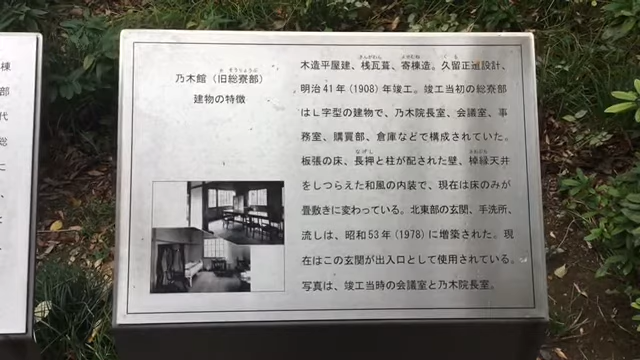 乃木館（旧総寮部）
建物の特徴
木造平屋建、桟瓦葺、寄棟造。久留正道設計、
明治41年（1908）年竣工。竣工当初の総寮部
はL字型の建物で、乃木院長室、会議室、事
務室、購買部、倉庫などで構成されていた。
板張の床、長押と柱が配された壁、棹縁天井
をしつらえた和風の内装で、現在は床のみが
畳敷きに変わっている。北東部の玄関、手洗所、
流しは、昭和53年（1978）に増築された。現
在はこの玄関が出入口として使用されている。
写真は、竣工当時の会議室と乃木院長室。
棟
部
代
総
に